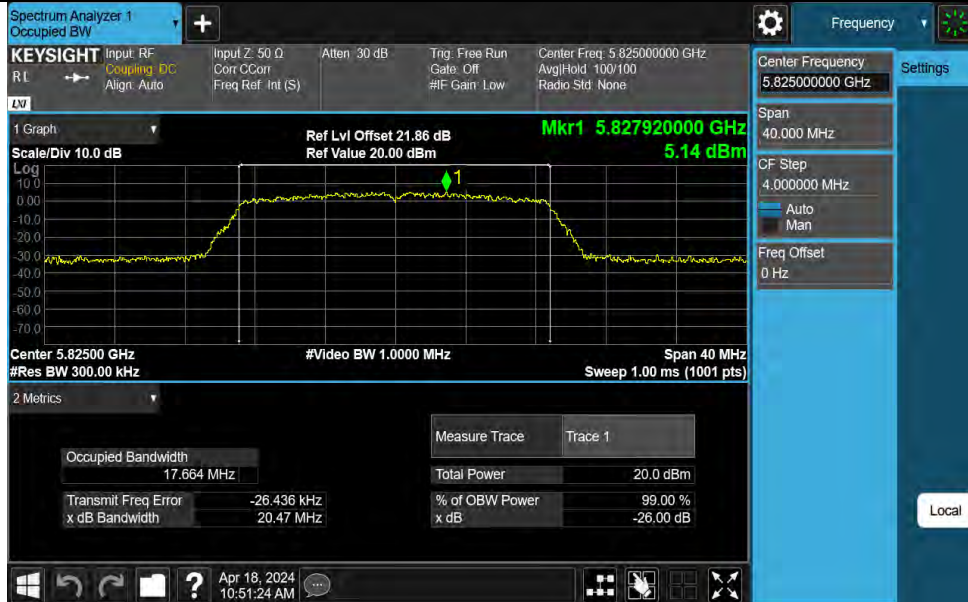 Spectrum Analyzer 1
Occupied BW
+
Frequency
KEYSIGHT
Input: RF
Coupling: DC
Align: Auto
Input Z: 50 Ω
Corr CCorr
Freq Ref: Int (S)
Atten: 30 dB
Trig: Free Run
Gate: Off
#IF Gain: Low
Center Freq: 5.825000000 GHz
Avg|Hold: 100/100
Radio Std: None
LXI
Center Frequency
5.825000000 GHz
Settings
Span
40.000 MHz
CF Step
4.000000 MHz
Auto
Man
Freq Offset
0 Hz
Local
1 Graph
Scale/Div 10.0 dB
Ref Lvl Offset 21.86 dB
Ref Value 20.00 dBm
Mkr1 5.827920000 GHz
5.14 dBm
Log
10.0
0.00
-10.0
-20.0
-30.0
-40.0
-50.0
-60.0
-70.0
1
Center 5.82500 GHz
#Res BW 300.00 kHz
#Video BW 1.0000 MHz
Span 40 MHz
Sweep 1.00 ms (1001 pts)
2 Metrics
Measure Trace Trace 1
Occupied Bandwidth
17.664 MHz
Total Power 20.0 dBm
Transmit Freq Error -26.436 kHz
% of OBW Power 99.00 %
x dB Bandwidth 20.47 MHz
x dB -26.00 dB
?
Apr 18, 2024
10:51:24 AM